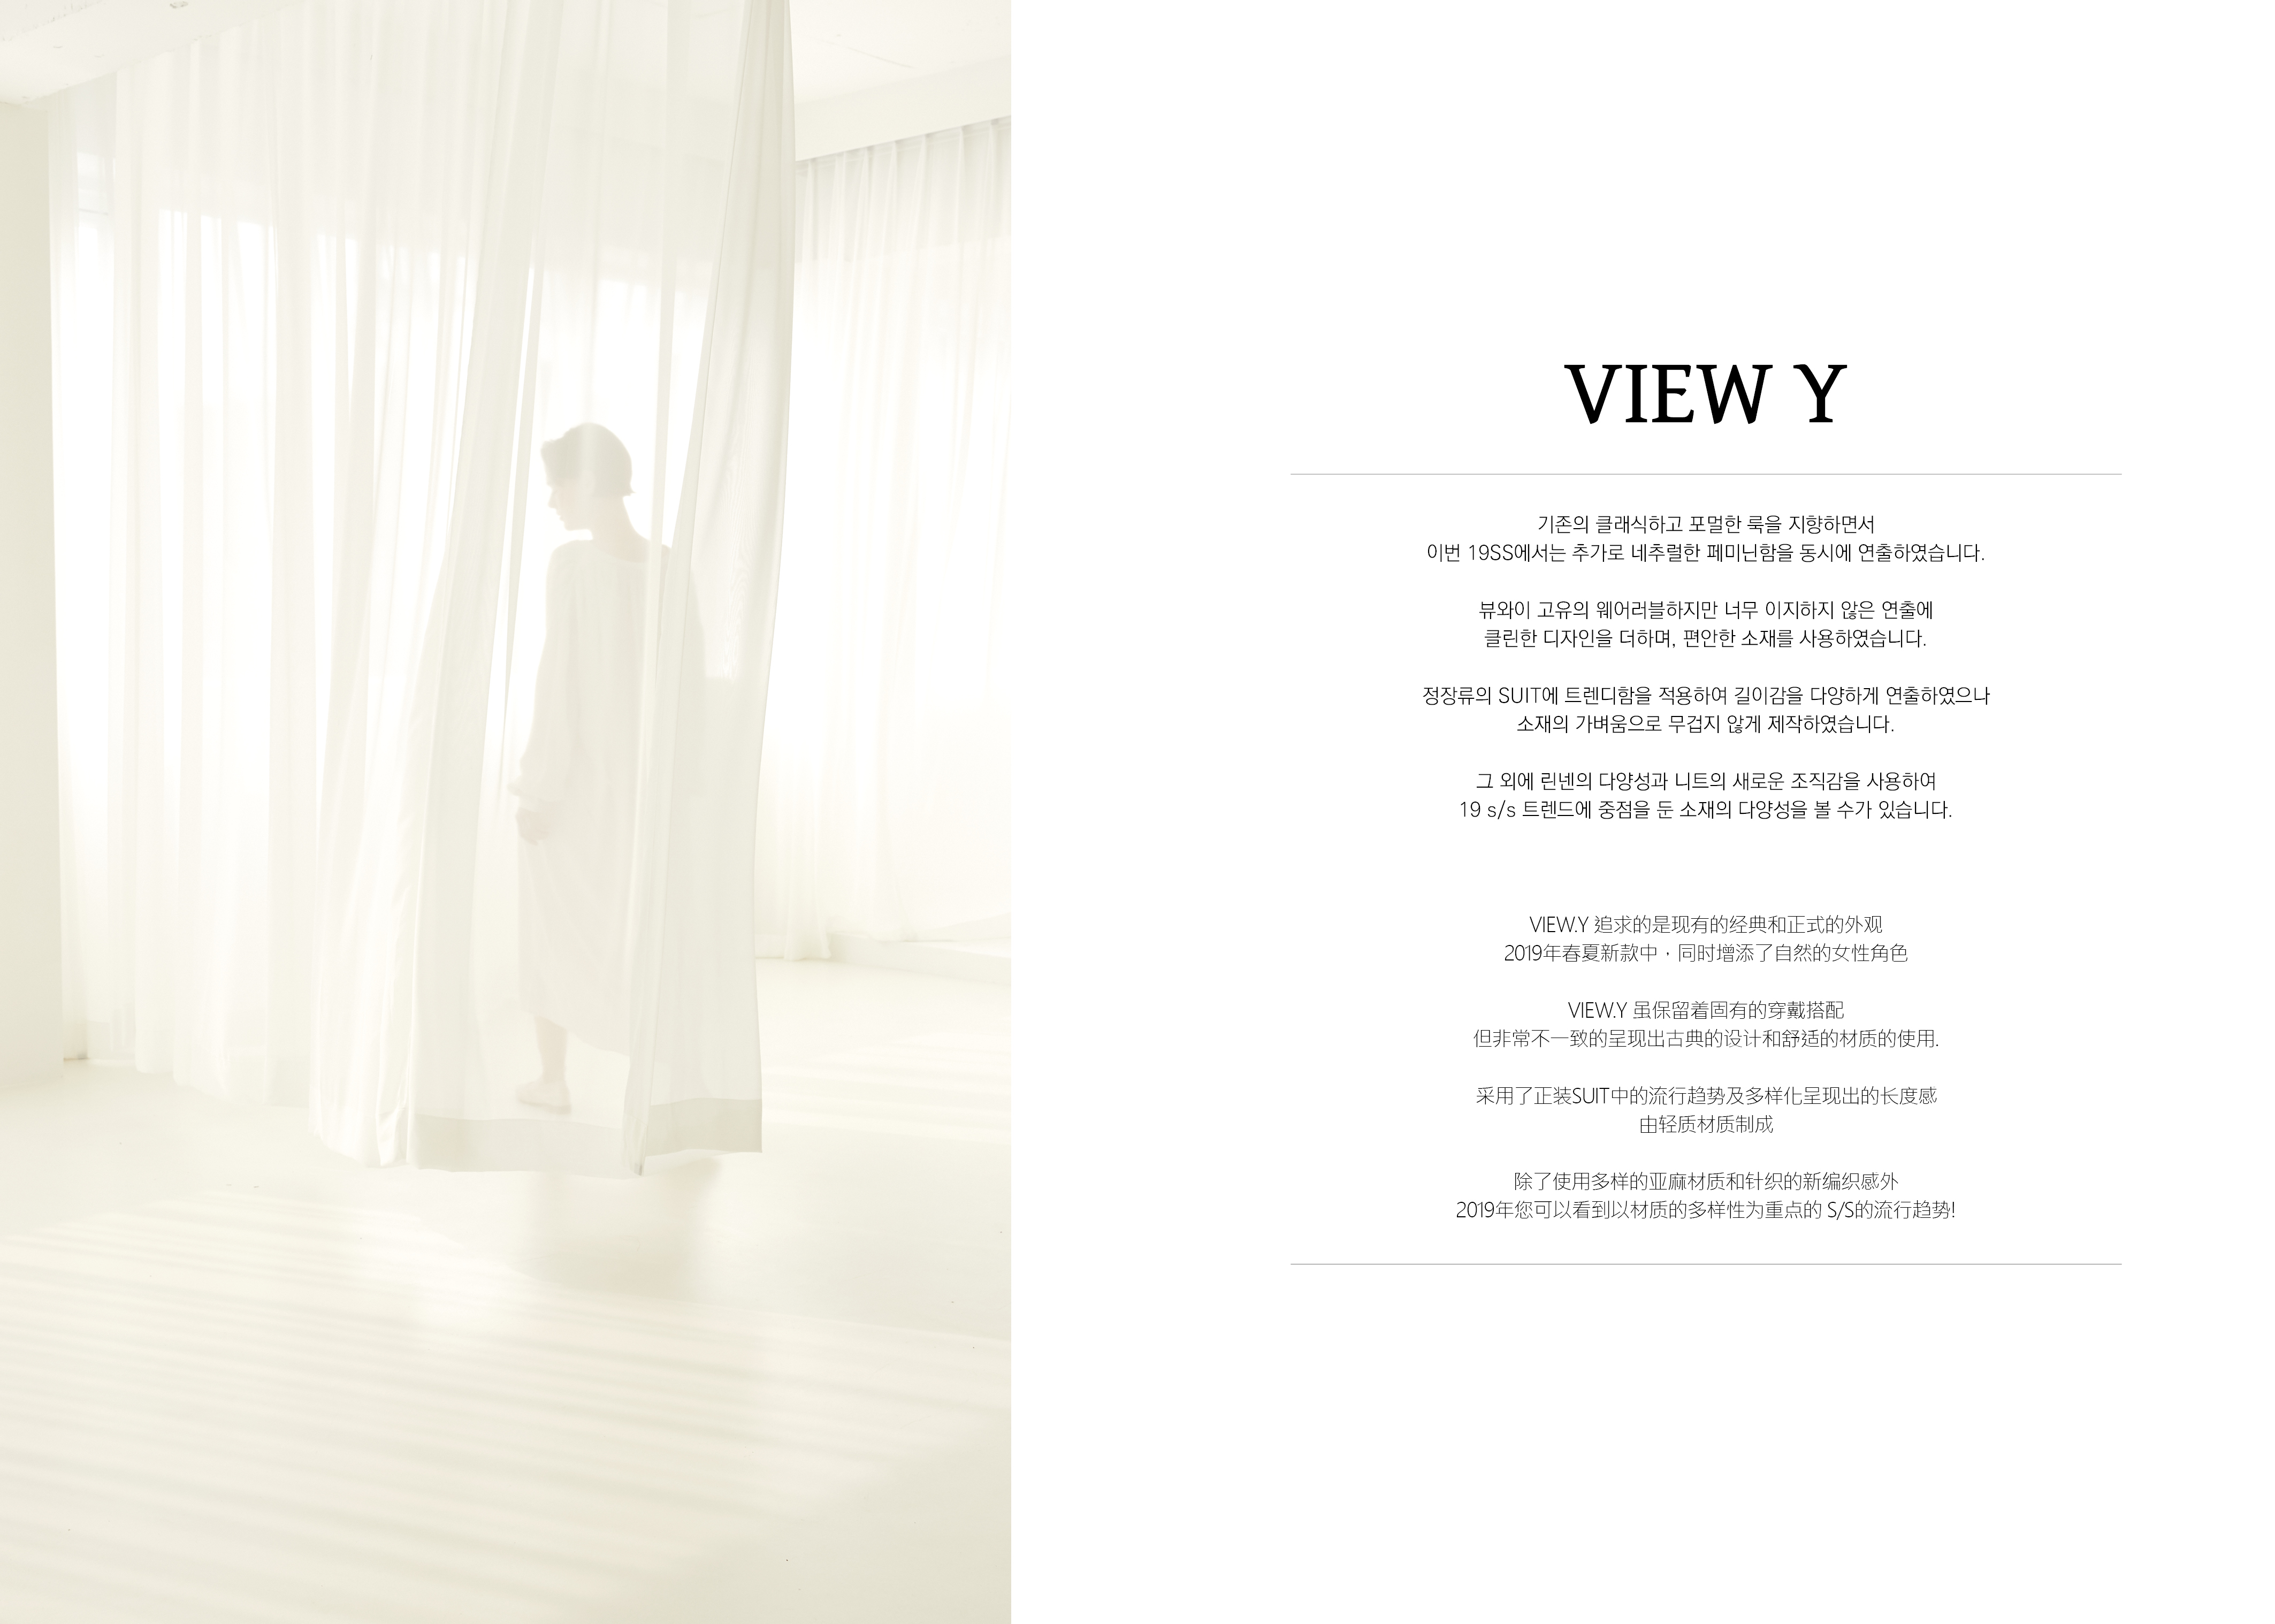 VIEW Y
기존의 클래식하고 포멀한 룩을 지향하면서
이번 19SS에서는 추가로 네추럴한 페미닌함을 동시에 연출하였습니다.
뷰와이 고유의 웨어러블하지만 너무 이지하지 않은 연출에
클린한 디자인을 더하며, 편안한 소재를 사용하였습니다.
정장류의 SUIT에 트렌디함을 적용하여 길이감을 다양하게 연출하였으나
소재의 가벼움으로 무겁지 않게 제작하였습니다.
그 외에 린넨의 다양성과 니트의 새로운 조직감을 사용하여
19 s/s 트렌드에 중점을 둔 소재의 다양성을 볼 수가 있습니다.
VIEW.Y 追求的是现有的经典和正式的外观
2019年春夏新款中，同时增添了自然的女性角色
VIEW.Y 虽保留着固有的穿戴搭配
但非常不一致的呈现出古典的设计和舒适的材质的使用.
采用了正装SUIT中的流行趋势及多样化呈现出的长度感
由轻质材质制成
除了使用多样的亚麻材质和针织的新编织感外
2019年您可以看到以材质的多样性为重点的 S/S的流行趋势!